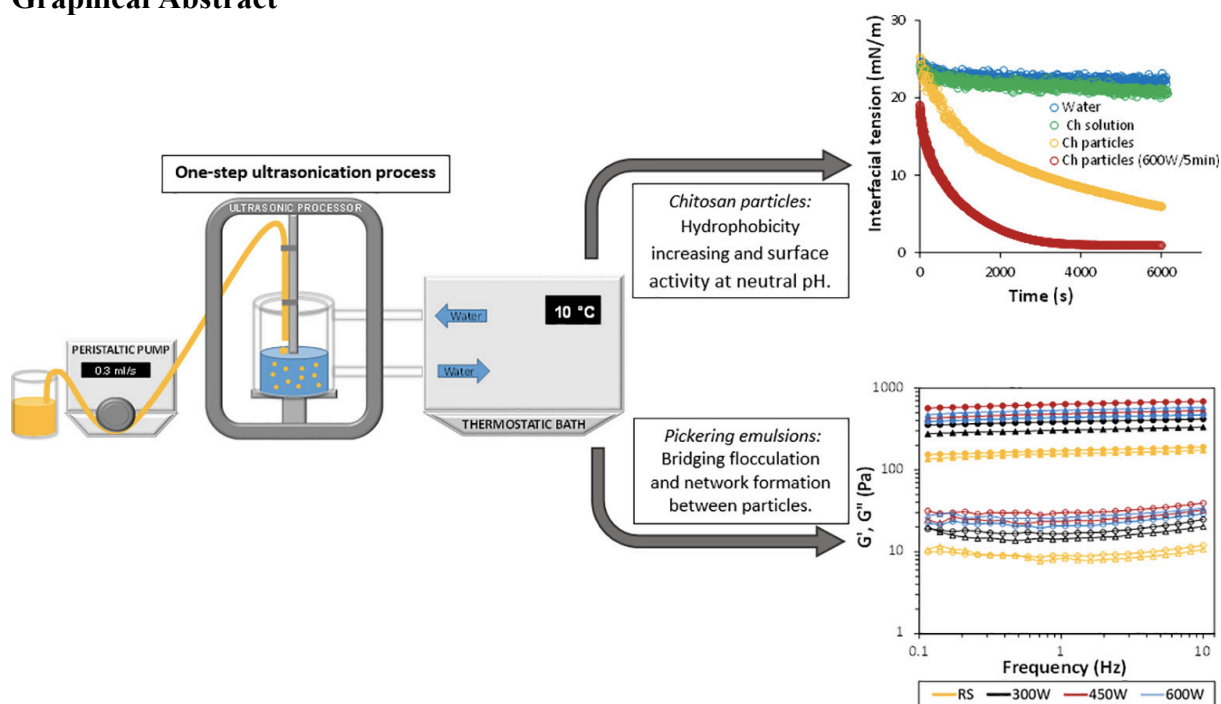 Graphical Abstract
One-step ultrasonication process
ULTRASONIC PROCESSOR
PERISTALTIC PUMP
0.3 ml/s
Water
Water
10 °C
THERMOSTATIC BATH
Chitosan particles:
Hydrophobicity
increasing and surface
activity at neutral pH.
Pickering emulsions:
Bridging flocculation
and network formation
between particles.
Interfacial tension (mN/m)
30
20
10
0
Water
Ch solution
Ch particles
Ch particles (600W/5min)
0 2000 4000 6000
Time (s)
G', G" (Pa)
1000
100
10
1
0.1 1 10
Frequency (Hz)
RS 300W 450W 600W